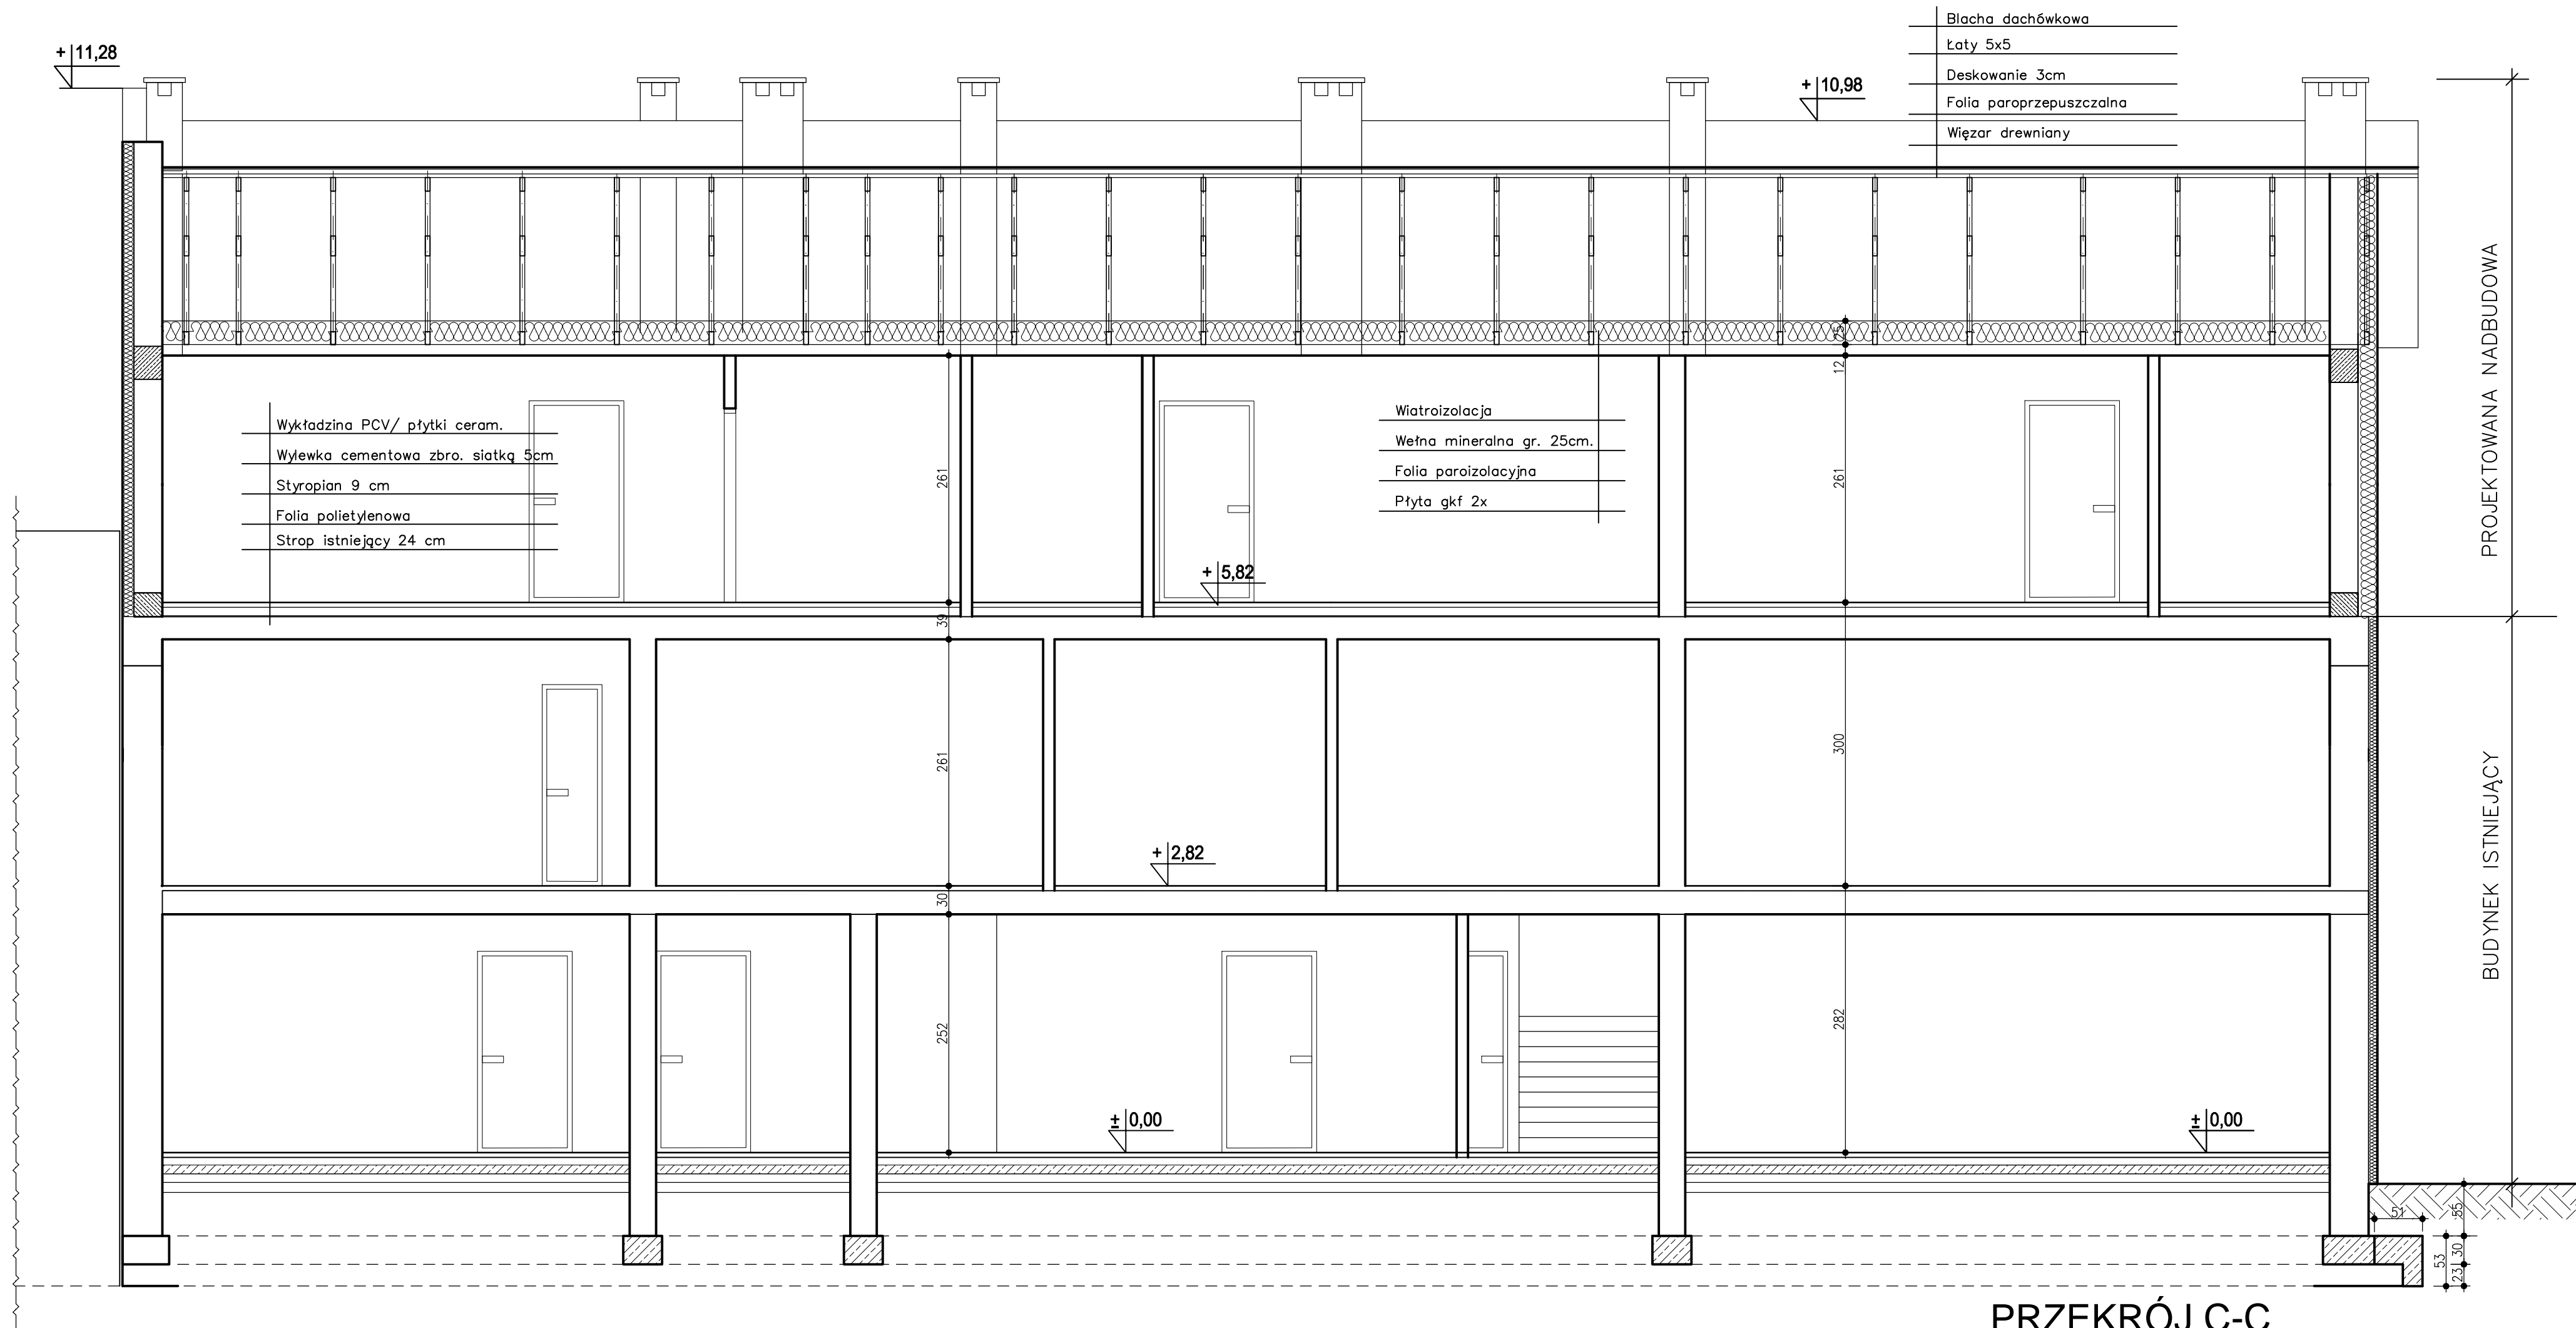 Blacha dachówkowa
Łaty 5x5
Deskowanie 3cm
Folia paroprzepuszczalna
Więzar drewniany
+ 11,28
+ 10,98
PROJEKTOWANA NADBUDOWA
25
12
Wykładzina PCV/ płytki ceram.
Wylewka cementowa zbro. siatką 5cm
Styropian 9 cm
Folia polietylenowa
Strop istniejący 24 cm
261
Wiatroizolacja
Wełna mineralna gr. 25cm.
Folia paroizolacyjna
Płyta gkf 2x
261
+ 5,82
39
261
300
BUDYNEK ISTNIEJĄCY
+ 2,82
30
252
282
± 0,00
± 0,00
51
55
53
30
23
PRZEKRÓJ C-C